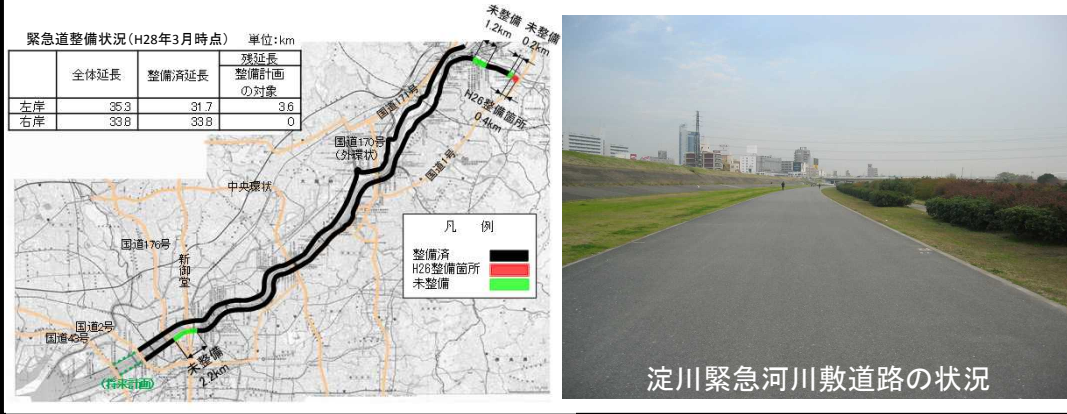 緊急道整備状況(H28年3月時点) 単位:km
全体延長 整備済延長 残延長
整備計画
の対象
左岸 35.3 31.7 3.6
右岸 33.8 33.8 0
未整備
1.2km
未整備
0.2km
H26整備箇所
0.4km
国道171号
国道170号
(外環状)
国道1号
中央環状
国道176号
新御堂
国道2号
国道43号
(将来計画)
未整備
2.2km
凡 例
整備済
H26整備箇所
未整備
淀川緊急河川敷道路の状況